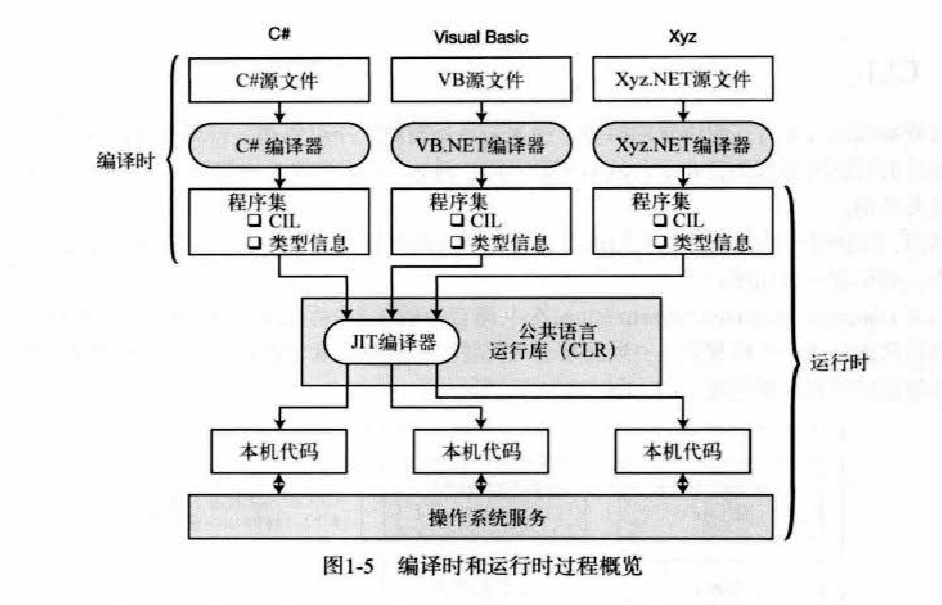 C#
Visual Basic
Xyz
C#源文件
VB源文件
Xyz.NET源文件
编译时
C# 编译器
VB.NET编译器
Xyz.NET编译器
程序集
❏ CIL
❏ 类型信息
程序集
❏ CIL
❏ 类型信息
程序集
❏ CIL
❏ 类型信息
JIT编译器
公共语言
运行库（CLR）
运行时
本机代码
本机代码
本机代码
操作系统服务
图1-5 编译时和运行时过程概览